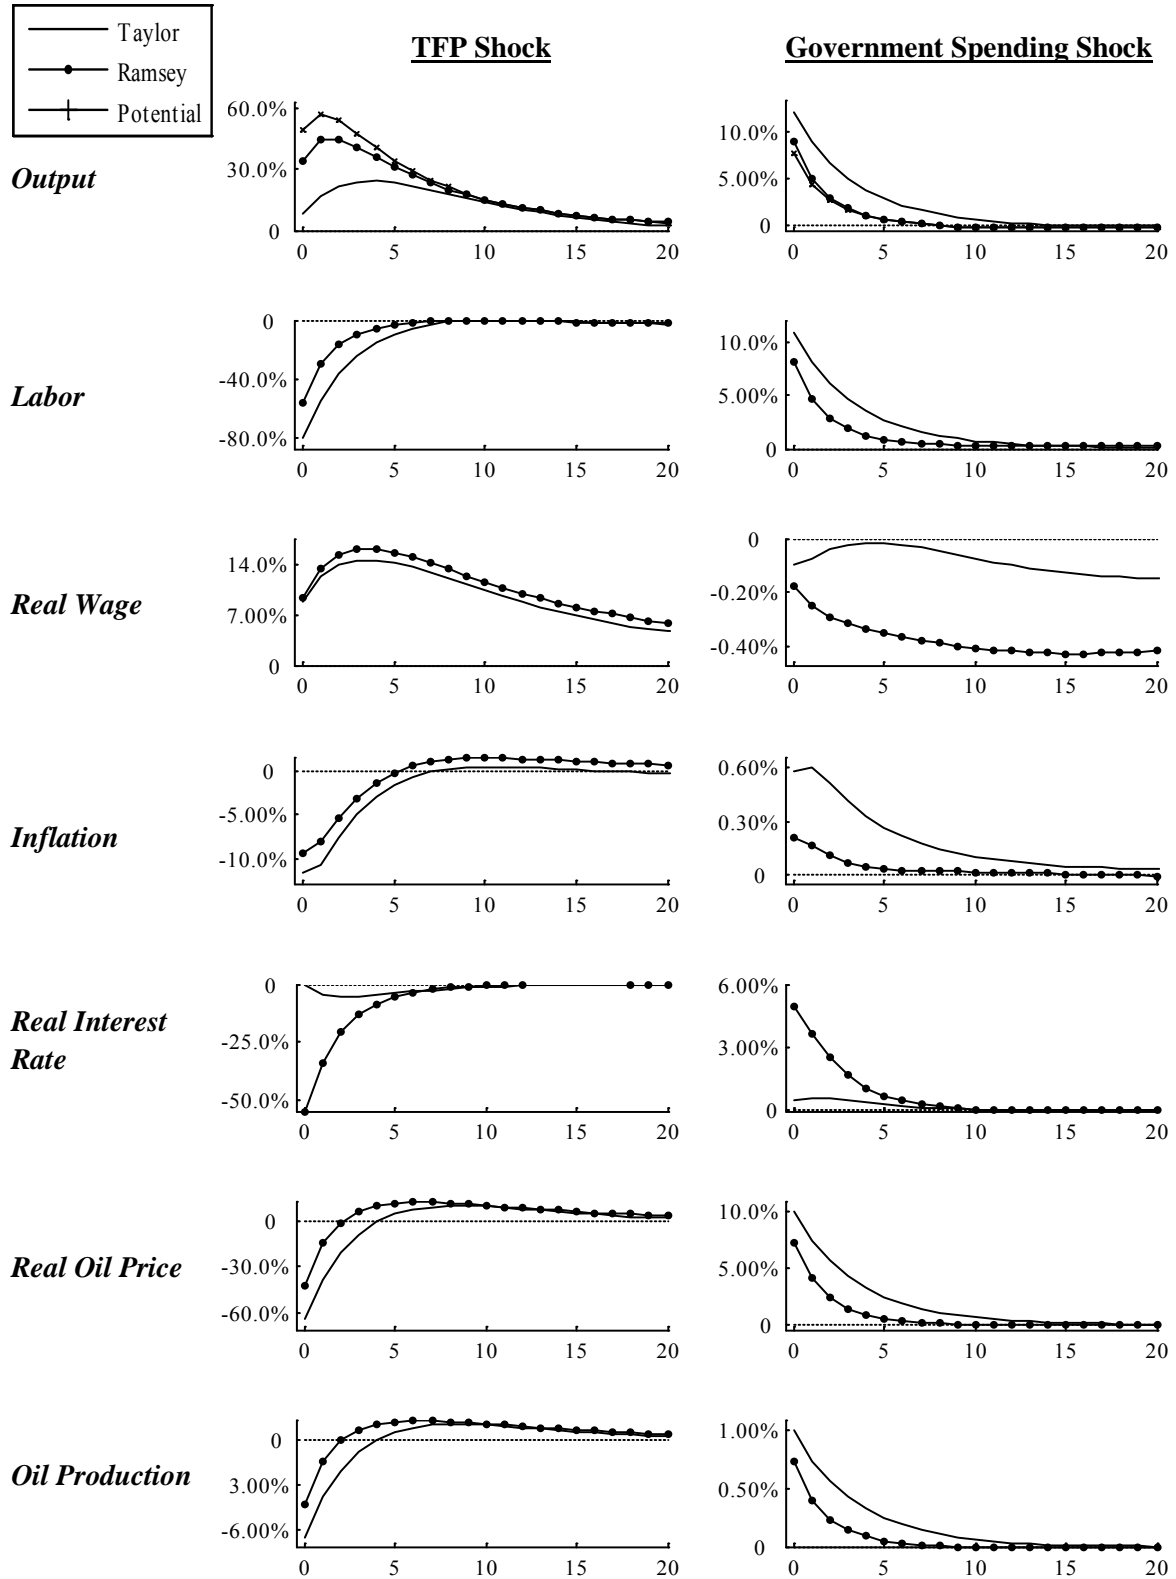 Taylor
Ramsey
Potential
TFP Shock
Government Spending Shock
Output
60.0%
30.0%
0
0 5 10 15 20
10.0%
5.00%
0
0 5 10 15 20
Labor
0
-40.0%
-80.0%
0 5 10 15 20
10.0%
5.00%
0
0 5 10 15 20
Real Wage
14.0%
7.00%
0
0 5 10 15 20
0
-0.20%
-0.40%
0 5 10 15 20
Inflation
0
-5.00%
-10.0%
0 5 10 15 20
0.60%
0.30%
0
0 5 10 15 20
Real Interest
Rate
0
-25.0%
-50.0%
0 5 10 15 20
6.00%
3.00%
0
0 5 10 15 20
Real Oil Price
0
-30.0%
-60.0%
0 5 10 15 20
10.0%
5.00%
0
0 5 10 15 20
Oil Production
0
3.00%
-6.00%
0 5 10 15 20
1.00%
0.50%
0
0 5 10 15 20